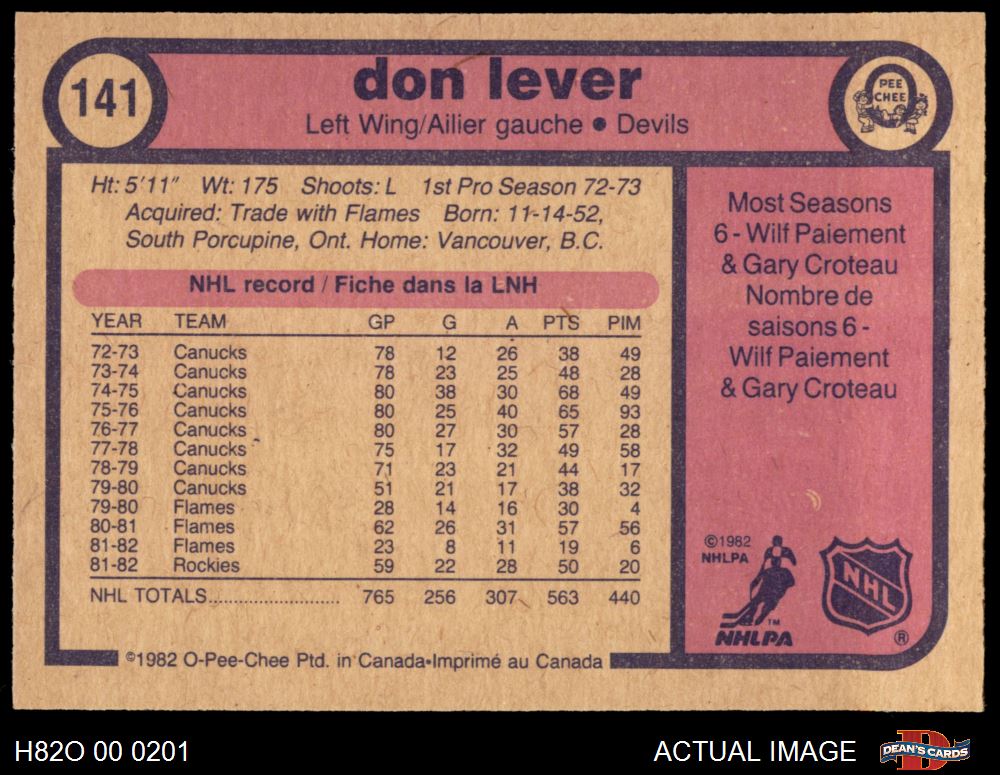 141
don lever
Left Wing/Ailier gauche • Devils
PEE
CHEE
Ht: 5'11" Wt: 175 Shoots: L 1st Pro Season 72-73
Acquired: Trade with Flames Born: 11-14-52,
South Porcupine, Ont. Home: Vancouver, B.C.
NHL record / Fiche dans la LNH
YEAR TEAM GP G A PTS PIM
72-73 Canucks 78 12 26 38 49
73-74 Canucks 78 23 25 48 28
74-75 Canucks 80 38 30 68 49
75-76 Canucks 80 25 40 65 93
76-77 Canucks 80 27 30 57 28
77-78 Canucks 75 17 32 49 58
78-79 Canucks 71 23 21 44 17
79-80 Canucks 51 21 17 38 32
79-80 Flames 28 14 16 30 4
80-81 Flames 62 26 31 57 56
81-82 Flames 23 8 11 19 6
81-82 Rockies 59 22 28 50 20
NHL TOTALS........................ 765 256 307 563 440
Most Seasons
6 - Wilf Paiement
& Gary Croteau
Nombre de
saisons 6 -
Wilf Paiement
& Gary Croteau
©1982
NHLPA
TM
NHLPA
NHL
®
©1982 O-Pee-Chee Ptd. in Canada•Imprimé au Canada
H82O 00 0201
ACTUAL IMAGE
D
DEAN'S CARDS